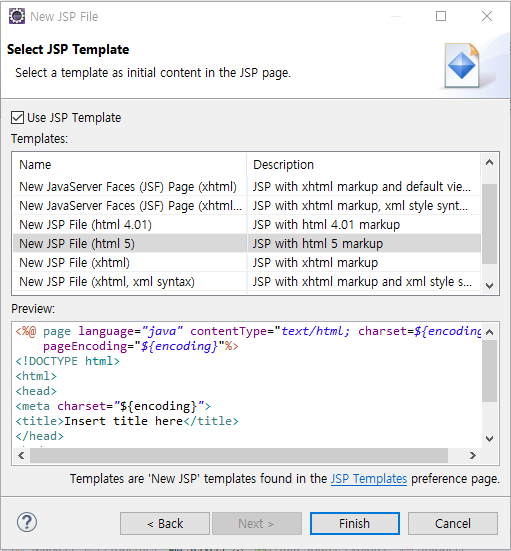 New JSP File
Select JSP Template
Select a template as initial content in the JSP page.
Use JSP Template
Templates:
Name Description
New JavaServer Faces (JSF) Page (xhtml) JSP with xhtml markup and default vie...
New JavaServer Faces (JSF) Page (xhtml... JSP with xhtml markup, xml style synt...
New JSP File (html 4.01) JSP with html 4.01 markup
New JSP File (html 5) JSP with html 5 markup
New JSP File (xhtml) JSP with xhtml markup
New JSP File (xhtml, xml syntax) JSP with xhtml markup and xml style s...
Preview:
<%@ page language="java" contentType="text/html; charset=${encoding
pageEncoding="${encoding}"%>
<!DOCTYPE html>
<html>
<head>
<meta charset="${encoding}">
<title>Insert title here</title>
</head>
Templates are 'New JSP' templates found in the JSP Templates preference page.
? < Back Next > Finish Cancel